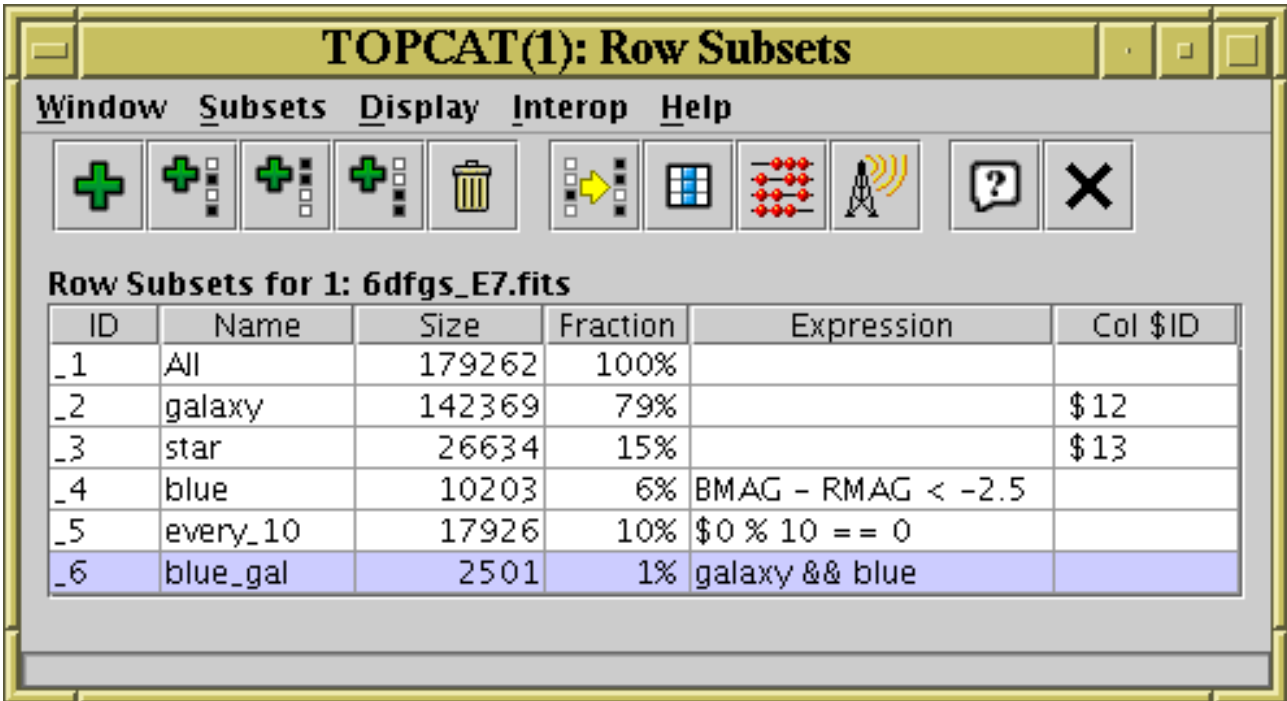 TOPCAT(1): Row Subsets
Window Subsets Display Interop Help
?
Row Subsets for 1: 6dfgs_E7.fits
ID Name Size Fraction Expression Col $ID
_1 All 179262 100%
_2 galaxy 142369 79% $12
_3 star 26634 15% $13
_4 blue 10203 6% BMAG - RMAG < -2.5
_5 every_10 17926 10% $0 % 10 == 0
_6 blue_gal 2501 1% galaxy && blue